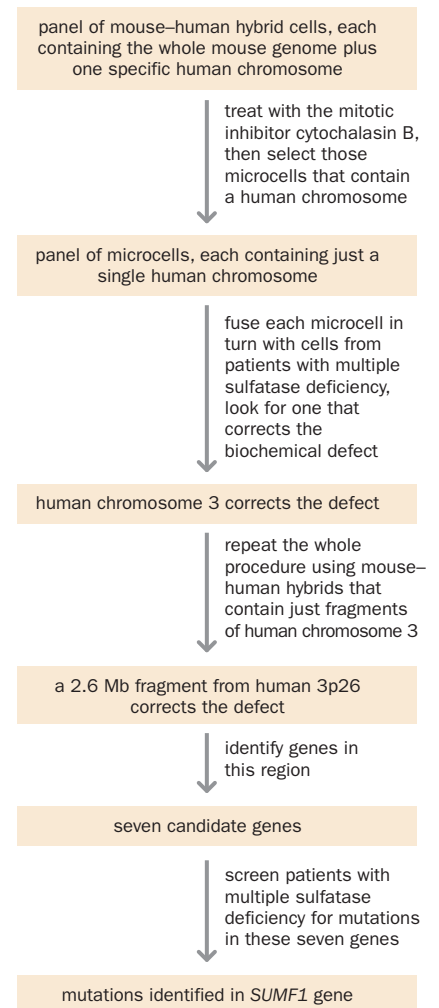 panel of mouse–human hybrid cells, each
containing the whole mouse genome plus
one specific human chromosome
treat with the mitotic
inhibitor cytochalasin B,
then select those
microcells that contain
a human chromosome
panel of microcells, each containing just a
single human chromosome
fuse each microcell in
turn with cells from
patients with multiple
sulfatase deficiency,
look for one that
corrects the
biochemical defect
human chromosome 3 corrects the defect
repeat the whole
procedure using mouse–
human hybrids that
contain just fragments
of human chromosome 3
a 2.6 Mb fragment from human 3p26
corrects the defect
identify genes in
this region
seven candidate genes
screen patients with
multiple sulfatase
deficiency for mutations
in these seven genes
mutations identified in SUMF1 gene